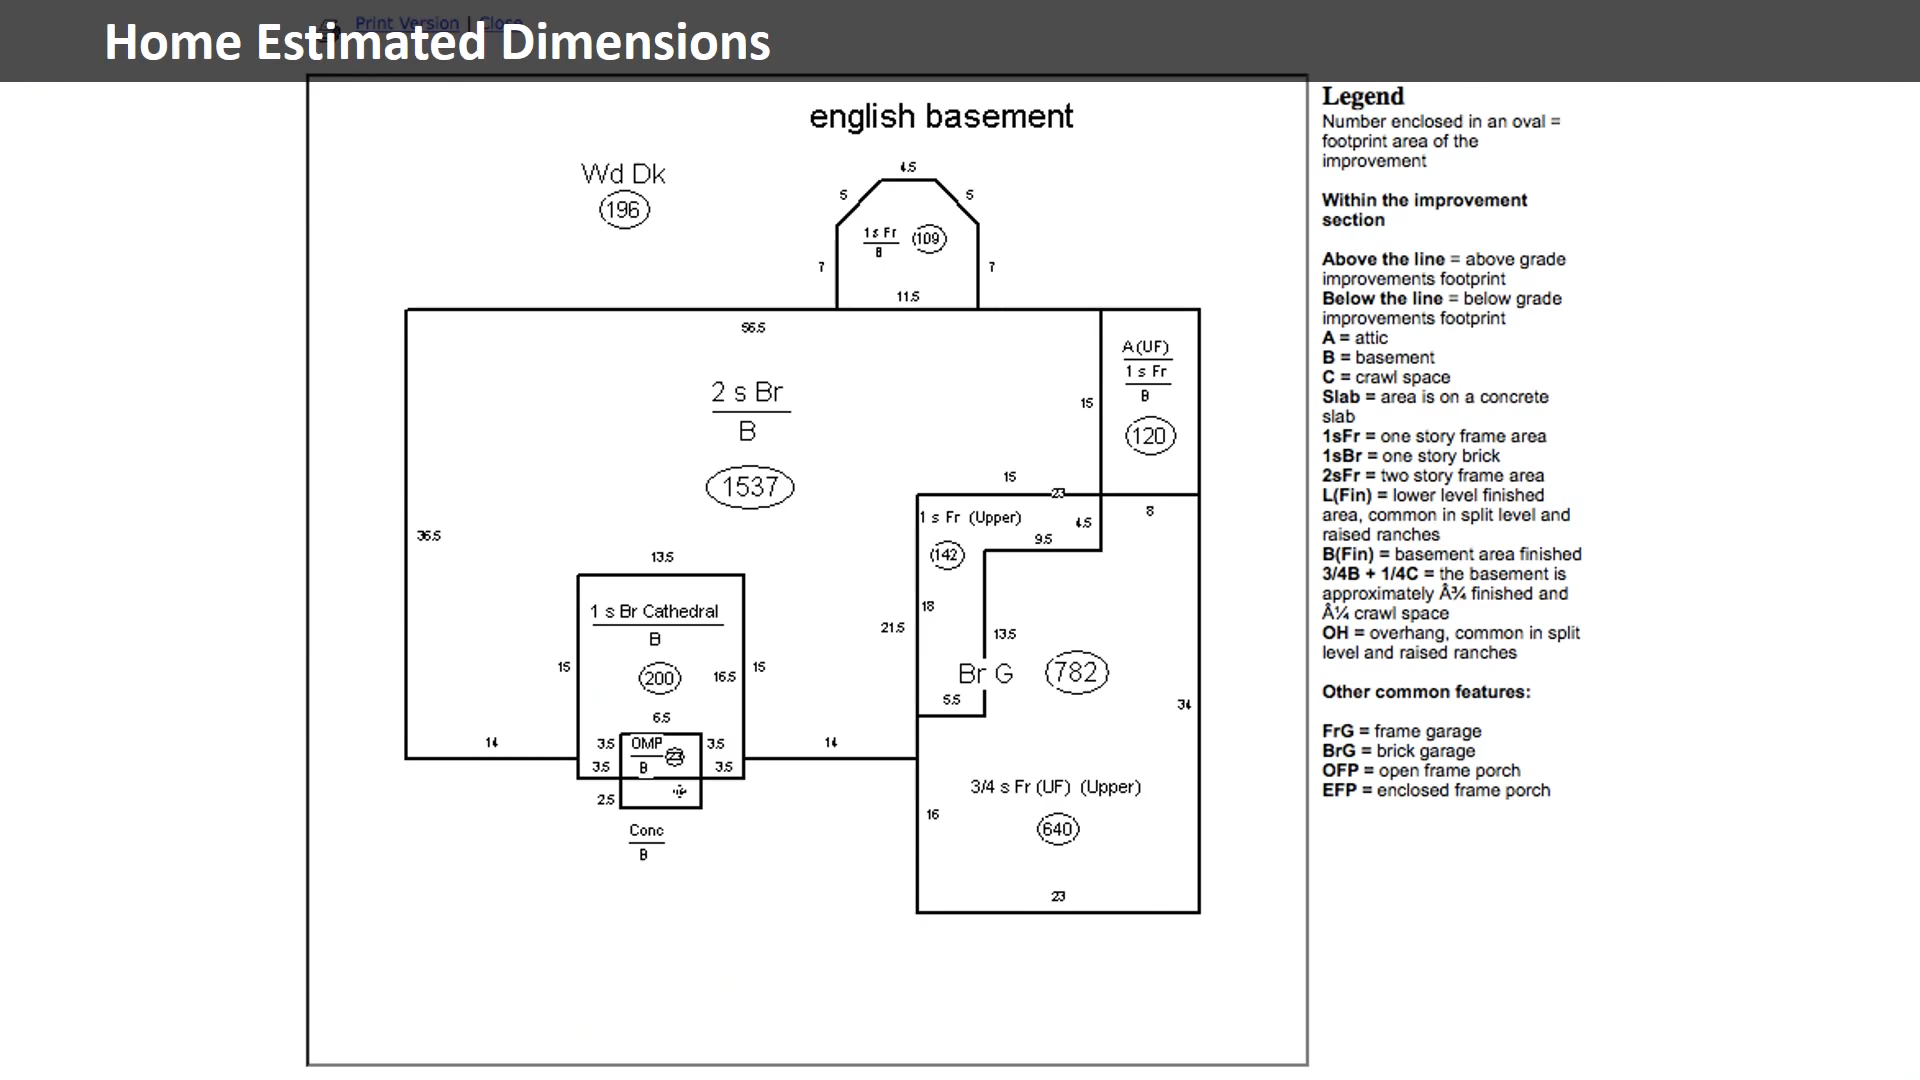 Print Version | Close
Home Estimated Dimensions
english basement
Wd Dk
196
4.5
5
5
1s Fr
B
109
7
7
11.5
56.5
2 s Br
B
1537
A(UF)
1 s Fr
B
120
15
15
23
8
36.5
1 s Fr (Upper)
4.5
9.5
142
18
21.5
13.5
13.5
1 s Br Cathedral
B
200
15
16.5
15
Br G
782
5.5
34
6.5
14
3.5
OMP
B
23
3.5
3.5
3.5
14
2.5
Conc
B
3/4 s Fr (UF) (Upper)
640
16
23
Legend
Number enclosed in an oval =
footprint area of the
improvement
Within the improvement
section
Above the line = above grade
improvements footprint
Below the line = below grade
improvements footprint
A = attic
B = basement
C = crawl space
Slab = area is on a concrete
slab
1sFr = one story frame area
1sBr = one story brick
2sFr = two story frame area
L(Fin) = lower level finished
area, common in split level and
raised ranches
B(Fin) = basement area finished
3/4B + 1/4C = the basement is
approximately Â¾ finished and
Â¼ crawl space
OH = overhang, common in split
level and raised ranches
Other common features:
FrG = frame garage
BrG = brick garage
OFP = open frame porch
EFP = enclosed frame porch